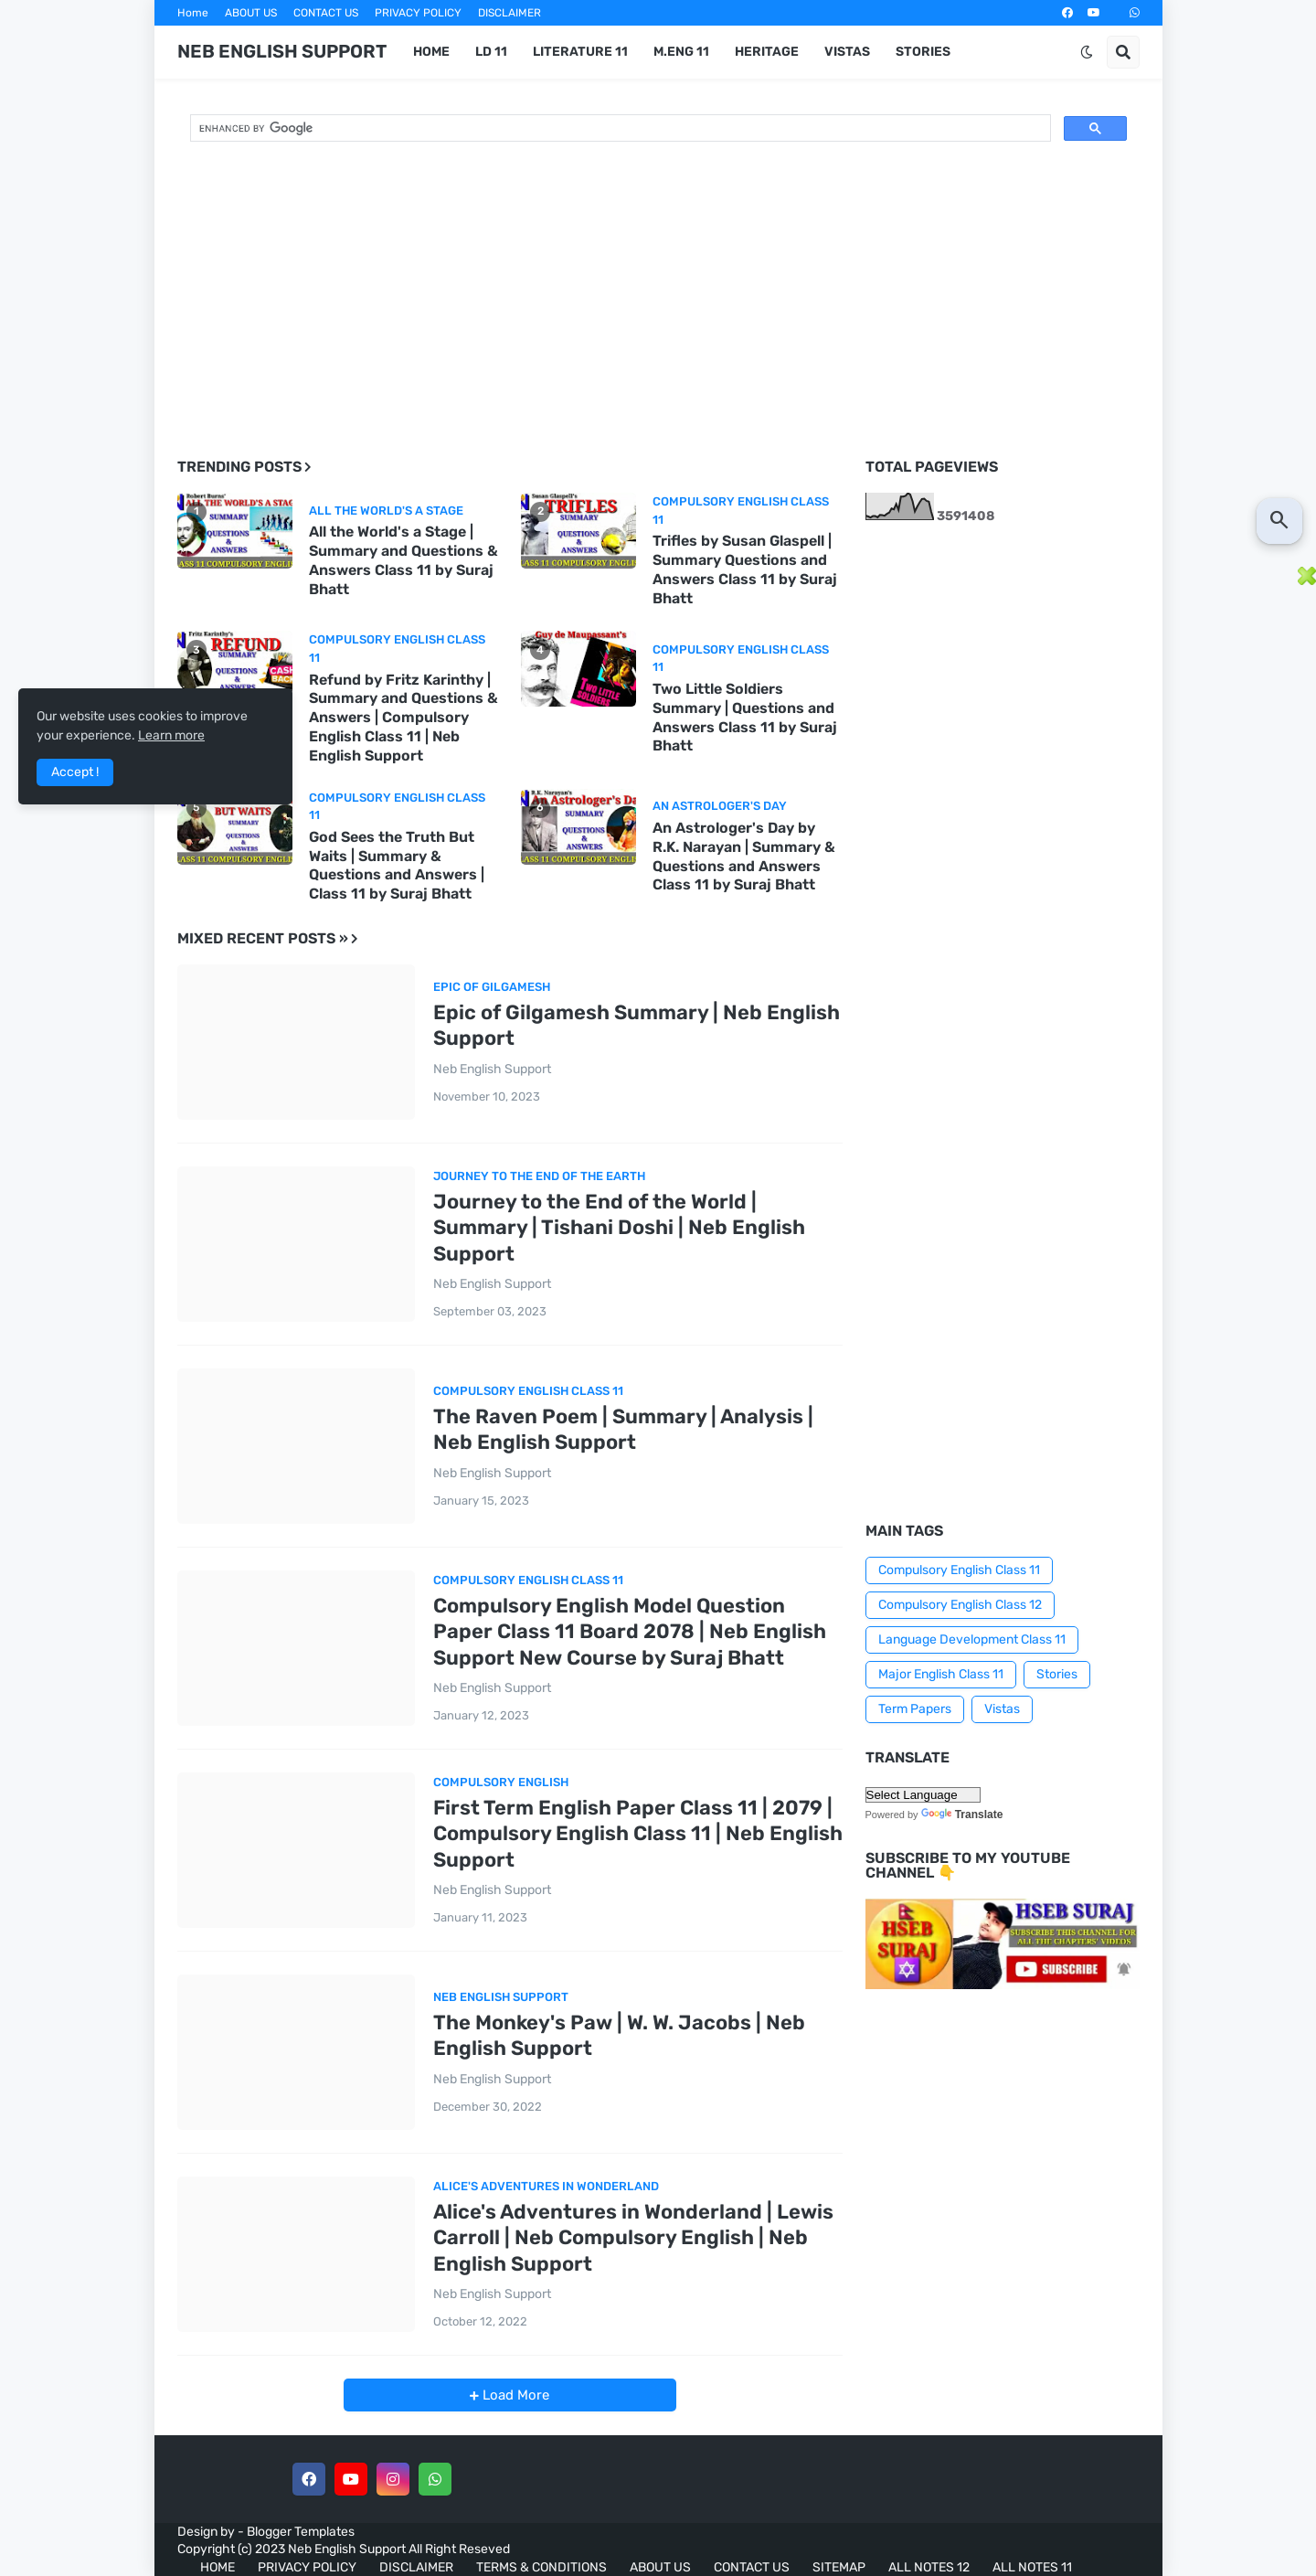 Home ABOUT US CONTACT US PRIVACY POLICY DISCLAIMER
NEB ENGLISH SUPPORT HOME LD 11 LITERATURE 11 M.ENG 11 HERITAGE VISTAS STORIES
ENHANCED BY Google
TRENDING POSTS
ALL THE WORLD'S A STAGE
All the World's a Stage |
Summary and Questions &
Answers Class 11 by Suraj
Bhatt
COMPULSORY ENGLISH CLASS
11
Trifles by Susan Glaspell |
Summary Questions and
Answers Class 11 by Suraj
Bhatt
COMPULSORY ENGLISH CLASS
11
Refund by Fritz Karinthy |
Summary and Questions &
Answers | Compulsory
English Class 11 | Neb
English Support
COMPULSORY ENGLISH CLASS
11
Two Little Soldiers
Summary | Questions and
Answers Class 11 by Suraj
Bhatt
Our website uses cookies to improve
your experience. Learn more
Accept !
COMPULSORY ENGLISH CLASS
11
God Sees the Truth But
Waits | Summary &
Questions and Answers |
Class 11 by Suraj Bhatt
AN ASTROLOGER'S DAY
An Astrologer's Day by
R.K. Narayan | Summary &
Questions and Answers
Class 11 by Suraj Bhatt
MIXED RECENT POSTS »
EPIC OF GILGAMESH
Epic of Gilgamesh Summary | Neb English
Support
Neb English Support
November 10, 2023
JOURNEY TO THE END OF THE EARTH
Journey to the End of the World |
Summary | Tishani Doshi | Neb English
Support
Neb English Support
September 03, 2023
COMPULSORY ENGLISH CLASS 11
The Raven Poem | Summary | Analysis |
Neb English Support
Neb English Support
January 15, 2023
COMPULSORY ENGLISH CLASS 11
Compulsory English Model Question
Paper Class 11 Board 2078 | Neb English
Support New Course by Suraj Bhatt
Neb English Support
January 12, 2023
COMPULSORY ENGLISH
First Term English Paper Class 11 | 2079 |
Compulsory English Class 11 | Neb English
Support
Neb English Support
January 11, 2023
NEB ENGLISH SUPPORT
The Monkey's Paw | W. W. Jacobs | Neb
English Support
Neb English Support
December 30, 2022
ALICE'S ADVENTURES IN WONDERLAND
Alice's Adventures in Wonderland | Lewis
Carroll | Neb Compulsory English | Neb
English Support
Neb English Support
October 12, 2022
+ Load More
TOTAL PAGEVIEWS
3591408
MAIN TAGS
Compulsory English Class 11
Compulsory English Class 12
Language Development Class 11
Major English Class 11 Stories
Term Papers Vistas
TRANSLATE
Select Language
Powered by Google Translate
SUBSCRIBE TO MY YOUTUBE
CHANNEL 👇
HSEB SURAJ
HSEB SURAJ
SUBSCRIBE THIS CHANNEL FOR
ALL THE CHAPTERS' VIDEOS
SUBSCRIBE
Design by - Blogger Templates
Copyright (c) 2023 Neb English Support All Right Reseved
HOME PRIVACY POLICY DISCLAIMER TERMS & CONDITIONS ABOUT US CONTACT US SITEMAP ALL NOTES 12 ALL NOTES 11